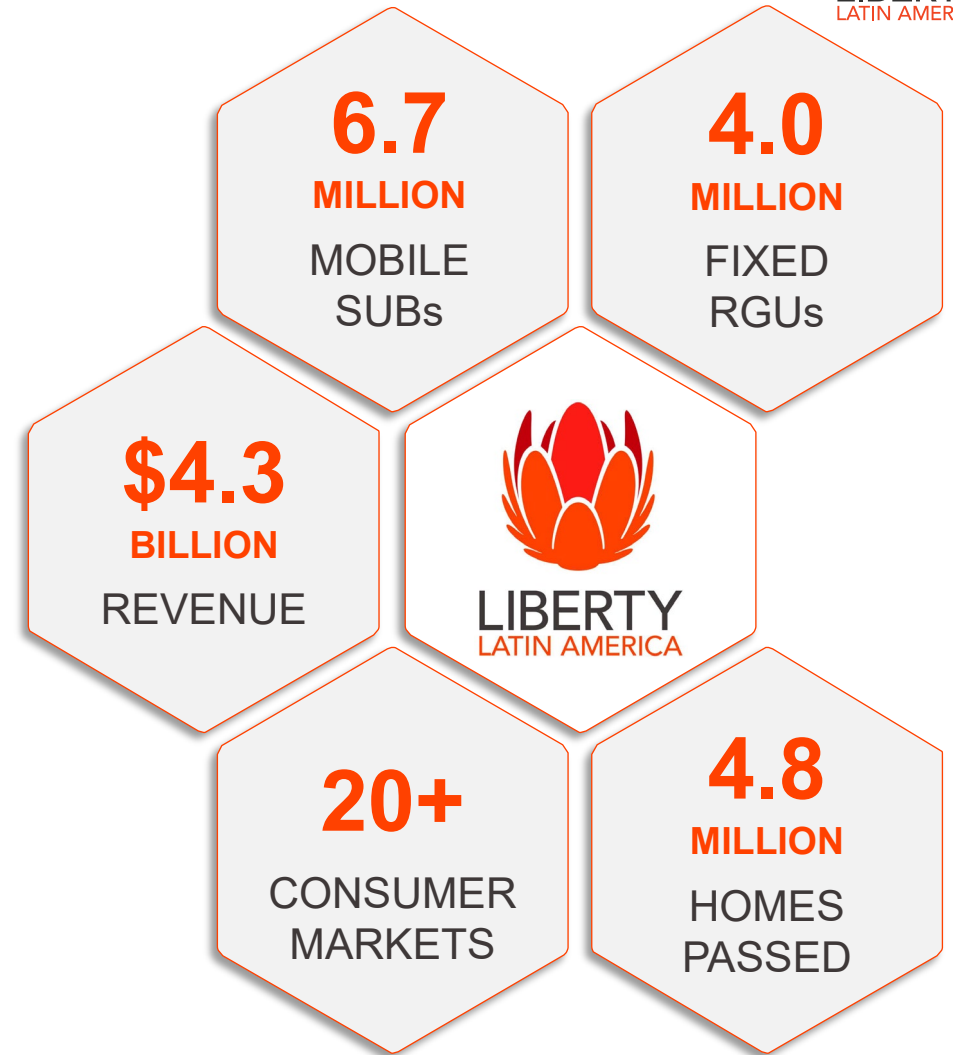 LATIN AMER
6.7
MILLION
MOBILE
SUBs
4.0
MILLION
FIXED
RGUs
$4.3
BILLION
REVENUE
LIBERTY
LATIN AMERICA
20+
CONSUMER
MARKETS
4.8
MILLION
HOMES
PASSED